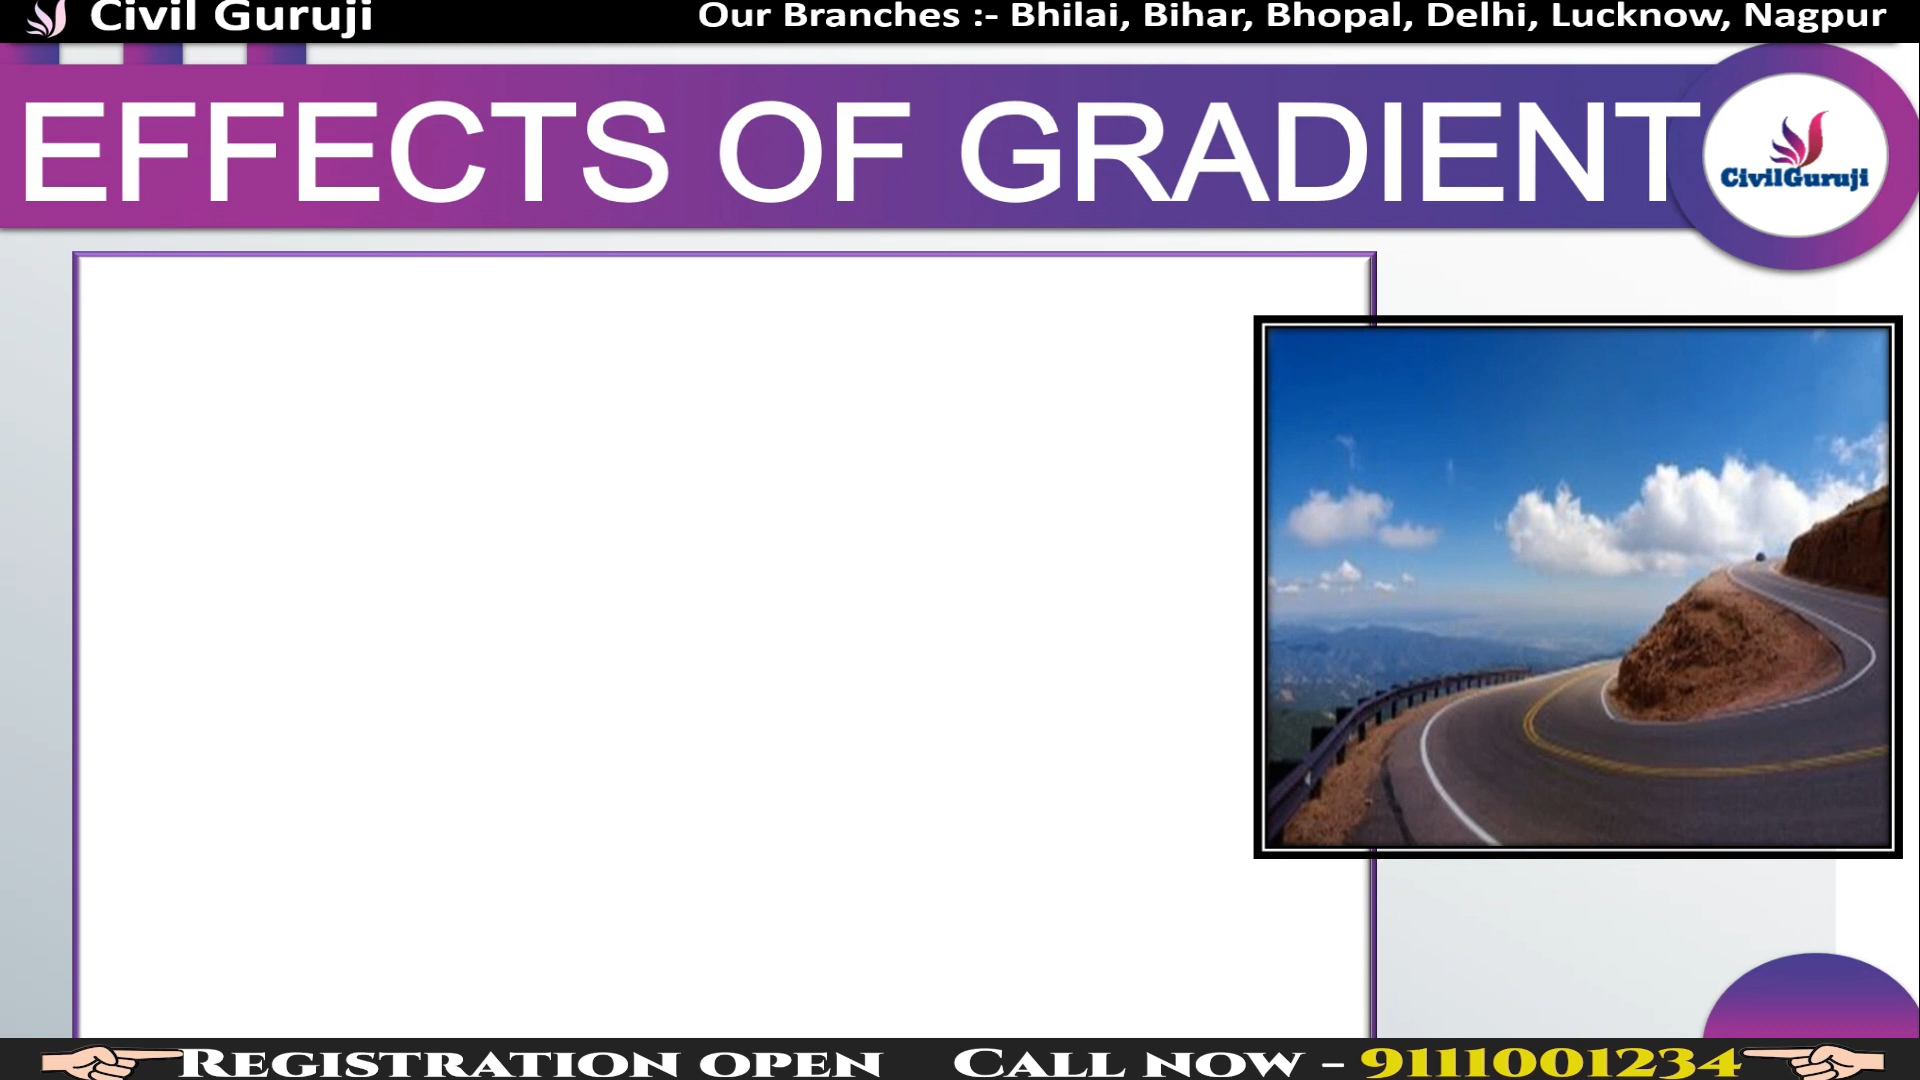 Civil Guruji
Our Branches :- Bhilai, Bihar, Bhopal, Delhi, Lucknow, Nagpur
EFFECTS OF GRADIENT
CivilGuruji
REGISTRATION OPEN CALL NOW - 9111001234